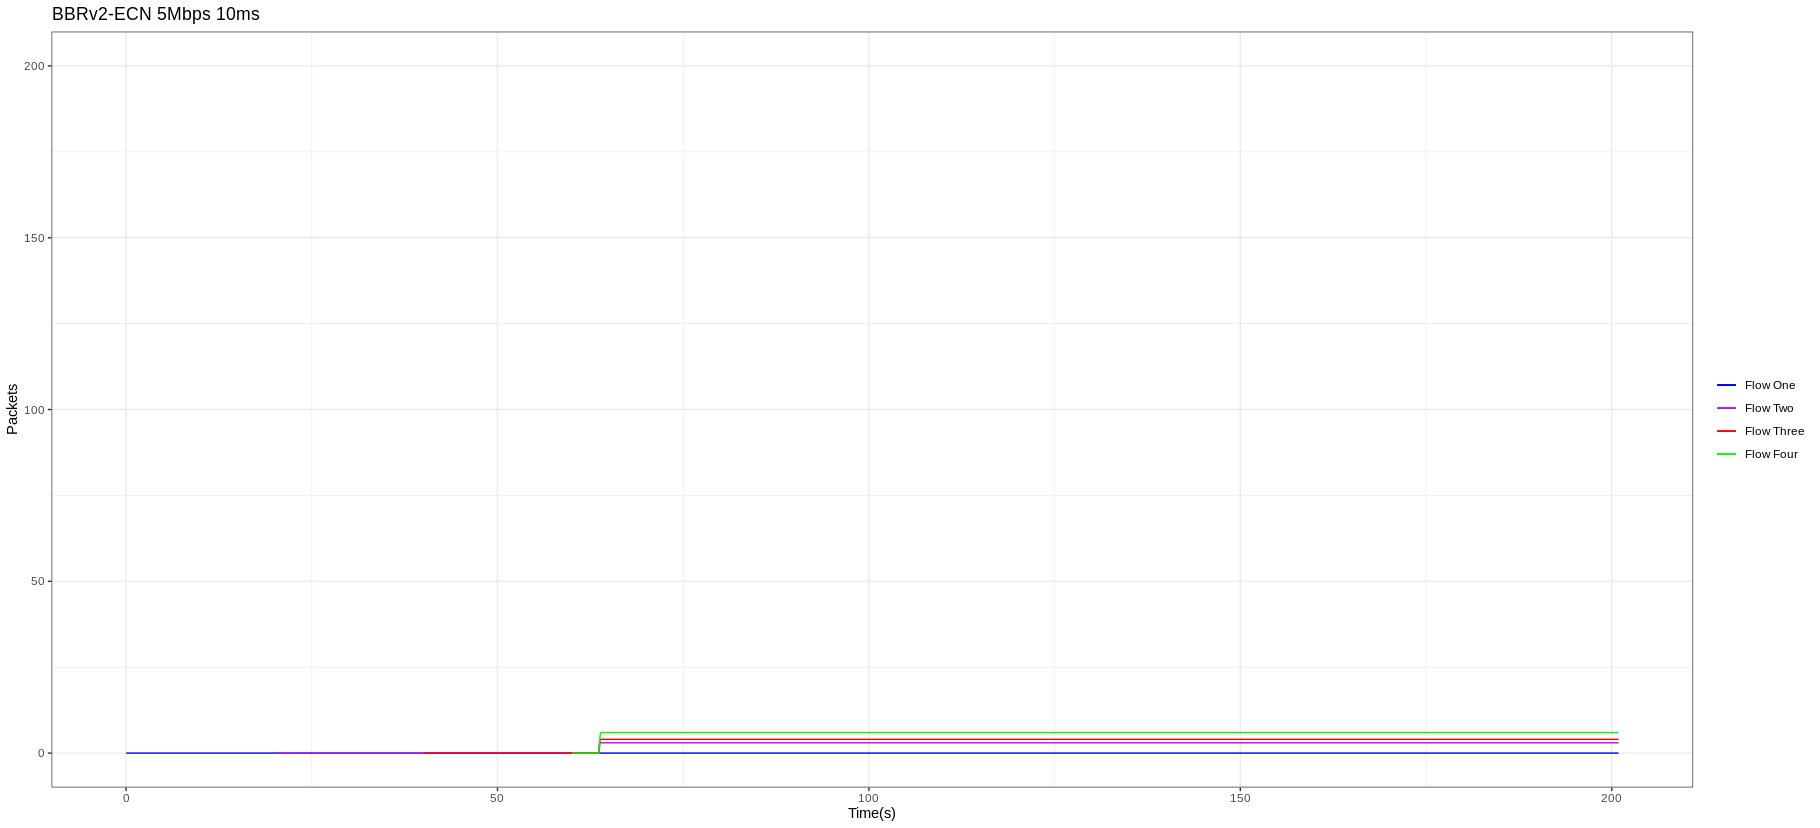 BBRv2-ECN 5Mbps 10ms
200
150
100
50
0
Packets
0 50 100 150 200
Time(s)
Flow One
Flow Two
Flow Three
Flow Four